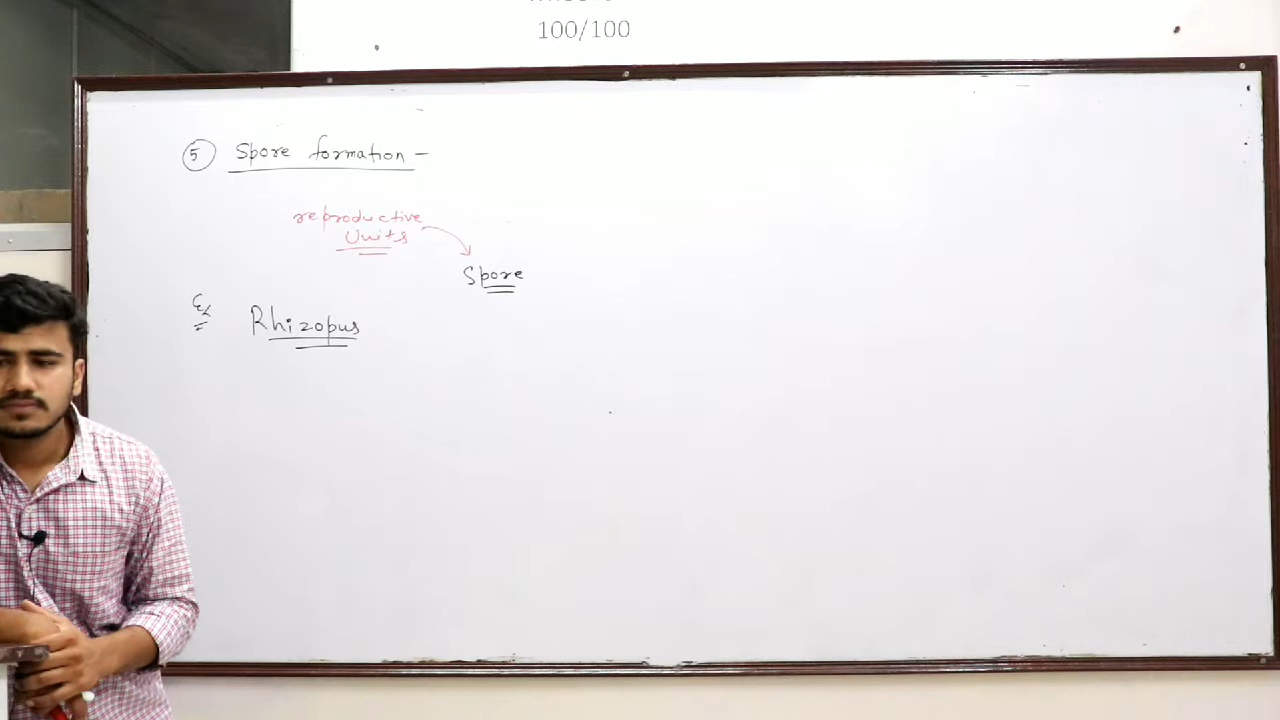 100/100
5 Spore formation -
reproductive
Units
Spore
Ex
Rhizopus